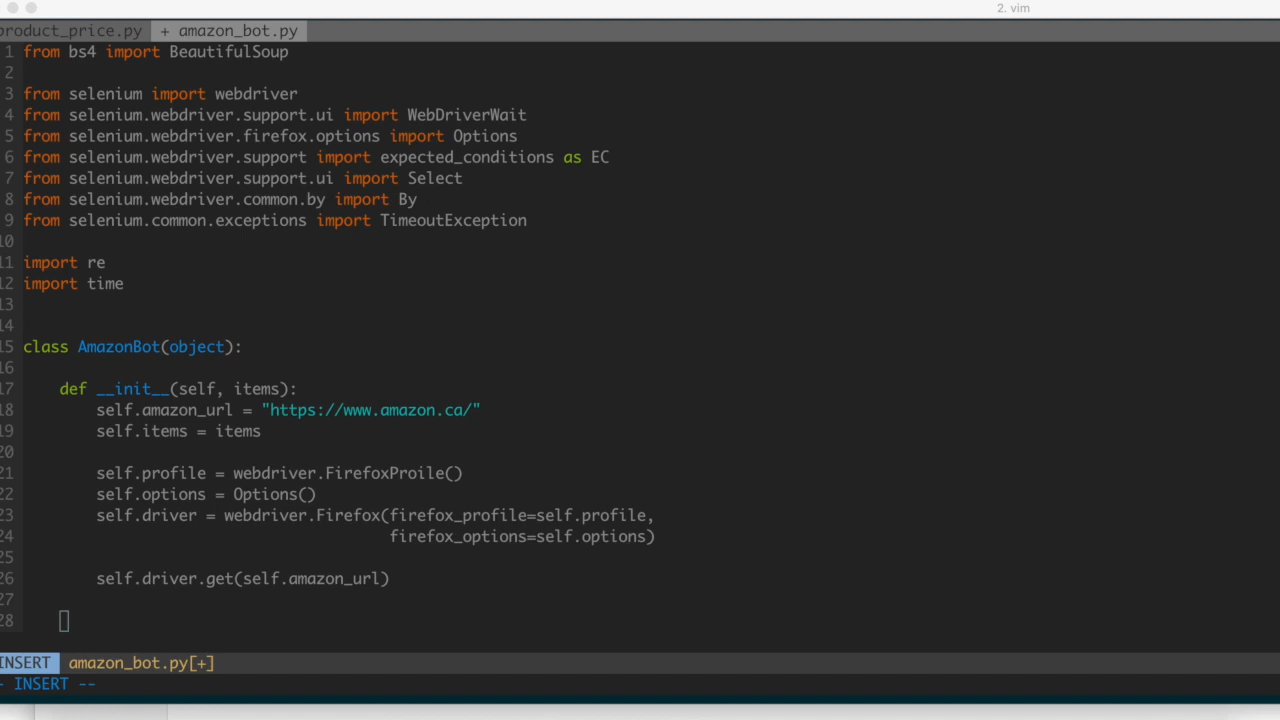 2. vim
product_price.py + amazon_bot.py
1 from bs4 import BeautifulSoup
2
3 from selenium import webdriver
4 from selenium.webdriver.support.ui import WebDriverWait
5 from selenium.webdriver.firefox.options import Options
6 from selenium.webdriver.support import expected_conditions as EC
7 from selenium.webdriver.support.ui import Select
8 from selenium.webdriver.common.by import By
9 from selenium.common.exceptions import TimeoutException
10
11 import re
12 import time
13
14
15 class AmazonBot(object):
16
17     def __init__(self, items):
18         self.amazon_url = "https://www.amazon.ca/"
19         self.items = items
20
21         self.profile = webdriver.FirefoxProile()
22         self.options = Options()
23         self.driver = webdriver.Firefox(firefox_profile=self.profile,
24                                         firefox_options=self.options)
25
26         self.driver.get(self.amazon_url)
27
28
INSERT amazon_bot.py[+]
- INSERT --